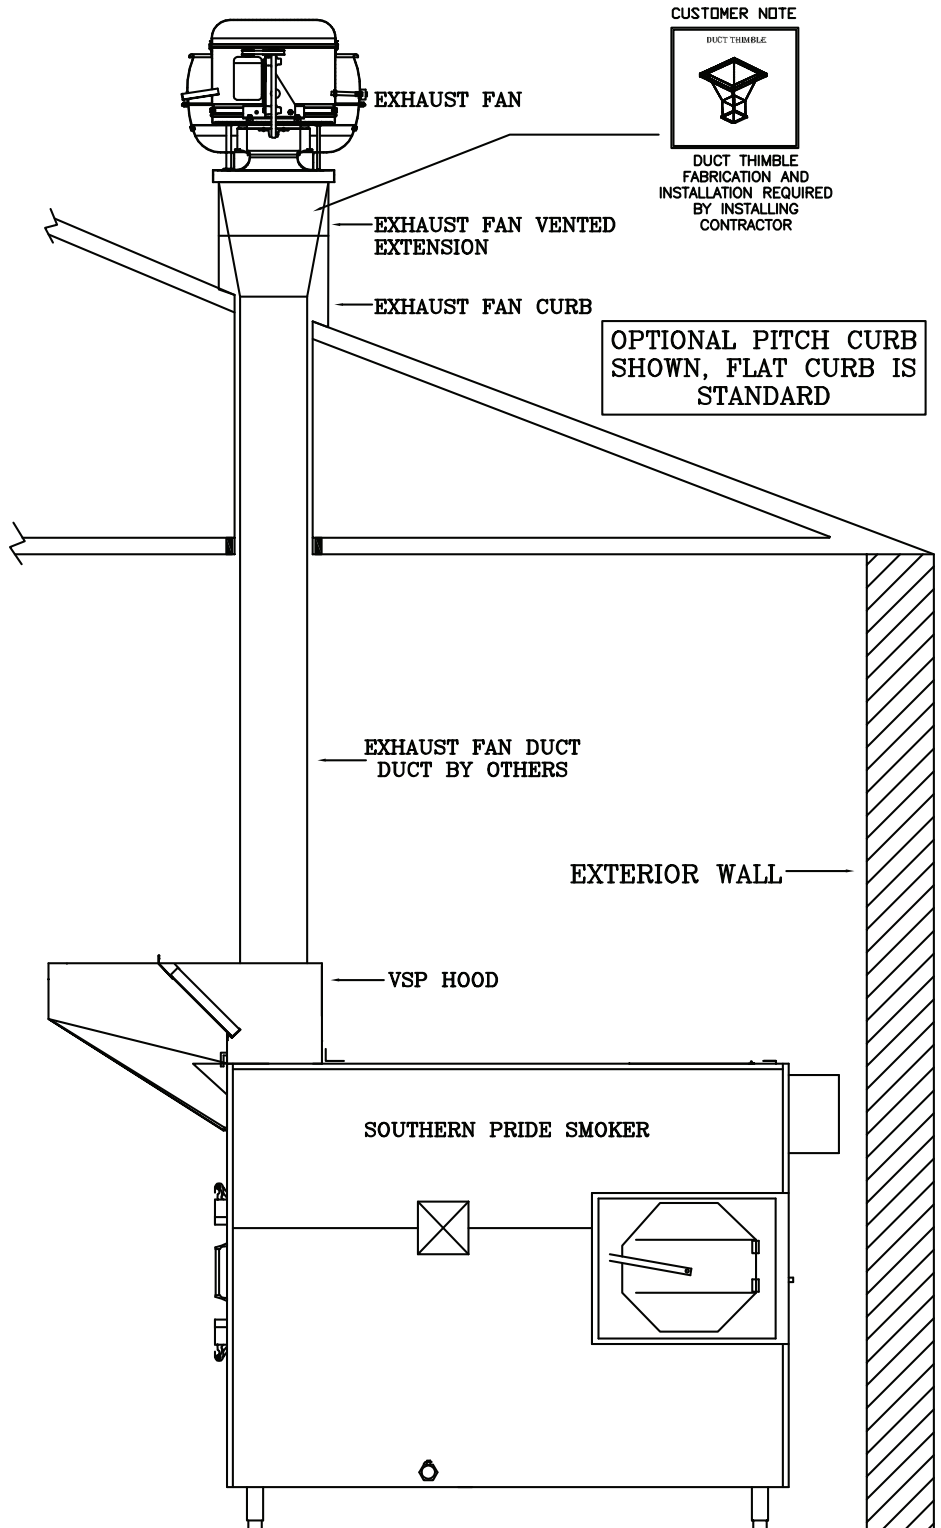 CUSTOMER NOTE
DUCT THIMBLE
DUCT THIMBLE
FABRICATION AND
INSTALLATION REQUIRED
BY INSTALLING
CONTRACTOR
EXHAUST FAN
EXHAUST FAN VENTED
EXTENSION
EXHAUST FAN CURB
OPTIONAL PITCH CURB
SHOWN, FLAT CURB IS
STANDARD
EXHAUST FAN DUCT
DUCT BY OTHERS
EXTERIOR WALL
VSP HOOD
SOUTHERN PRIDE SMOKER